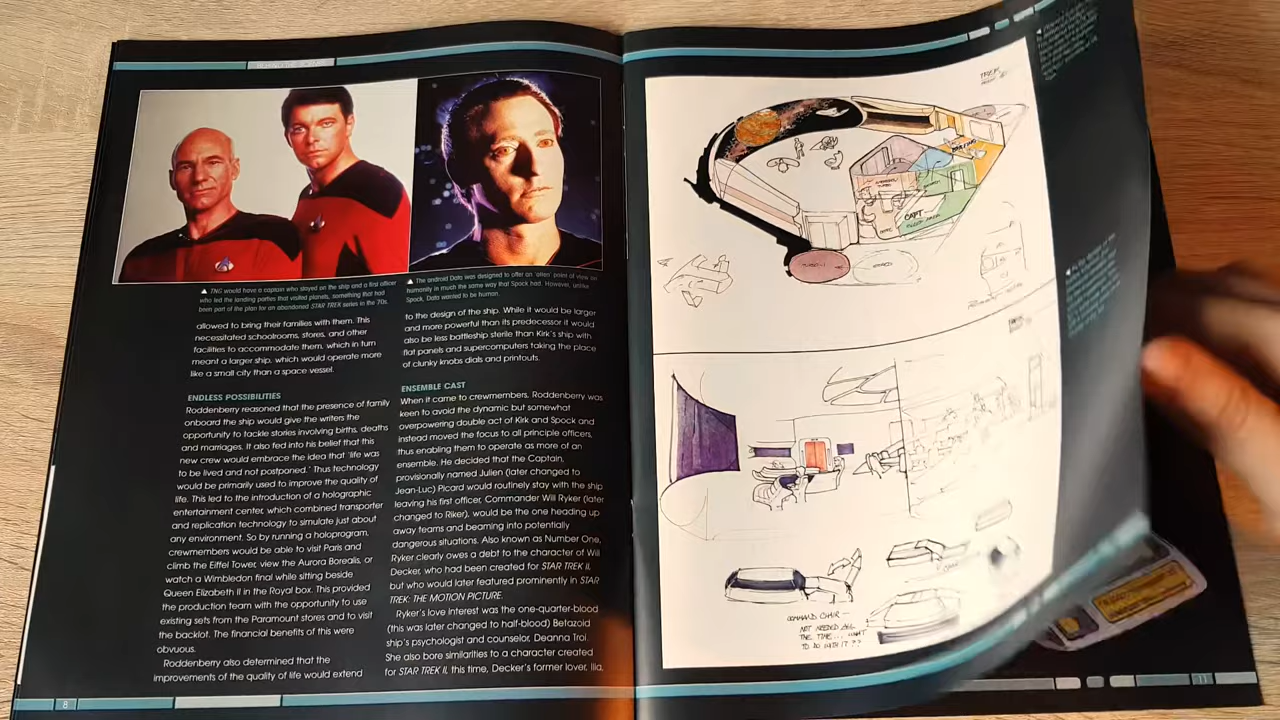 BEHIND THE SCENES
TNG would have a captain who stayed on the ship and a first officer
who led the landing parties that visited planets, something that had
been part of the plan for an abandoned STAR TREK series in the 70s.
The android Data was designed to offer an 'alien' point of view on
humanity in much the same way that Spock had. However, unlike
Spock, Data wanted to be human.
allowed to bring their families with them. This
necessitated schoolrooms, stores, and other
facilities to accommodate them, which in turn
meant a larger ship, which would operate more
like a small city than a space vessel.
ENDLESS POSSIBILITIES
Roddenberry reasoned that the presence of family
onboard the ship would give the writers the
opportunity to tackle stories involving births, deaths
and marriages. It also fed into his belief that this
new crew would embrace the idea that 'life was
to be lived and not postponed.' Thus technology
would be primarily used to improve the quality of
life. This led to the introduction of a holographic
entertainment center, which combined transporter
and replication technology to simulate just about
any environment. So by running a holoprogram,
crewmembers would be able to visit Paris and
climb the Eiffel Tower, view the Aurora Borealis, or
watch a Wimbledon final while sitting beside
Queen Elizabeth II in the Royal box. This provided
the production team with the opportunity to use
existing sets from the Paramount stores and to visit
the backlot. The financial benefits of this were
obvuous.
Roddenberry also determined that the
improvements of the quality of life would extend
to the design of the ship. While it would be larger
and more powerful than its predecessor it would
also be less battleship sterile than Kirk's ship with
flat panels and supercomputers taking the place
of clunky knobs dials and printouts.
ENSEMBLE CAST
When it came to crewmembers, Roddenberry was
keen to avoid the dynamic but somewhat
overpowering double act of Kirk and Spock and
instead moved the focus to all principle officers,
thus enabling them to operate as more of an
ensemble. He decided that the Captain,
provisionally named Julien (later changed to
Jean-Luc) Picard would routinely stay with the ship
leaving his first officer, Commander Will Ryker (later
changed to Riker), would be the one heading up
away teams and beaming into potentially
dangerous situations. Also known as Number One,
Ryker clearly owes a debt to the character of Will
Decker, who had been created for STAR TREK II,
but who would later featured prominently in STAR
TREK: THE MOTION PICTURE.
Ryker's love interest was the one-quarter-blood
(this was later changed to half-blood) Betazoid
ship's psychologist and counselor, Deanna Troi.
She also bore similarities to a character created
for STAR TREK II, this time, Decker's former lover, Ilia,
8
TREK
BRIEFING
CAPT
TURBO-1
COMMAND CHAIR —
NOT NEEDED ALL
THE TIME... WHAT
TO DO WITH IT??
11